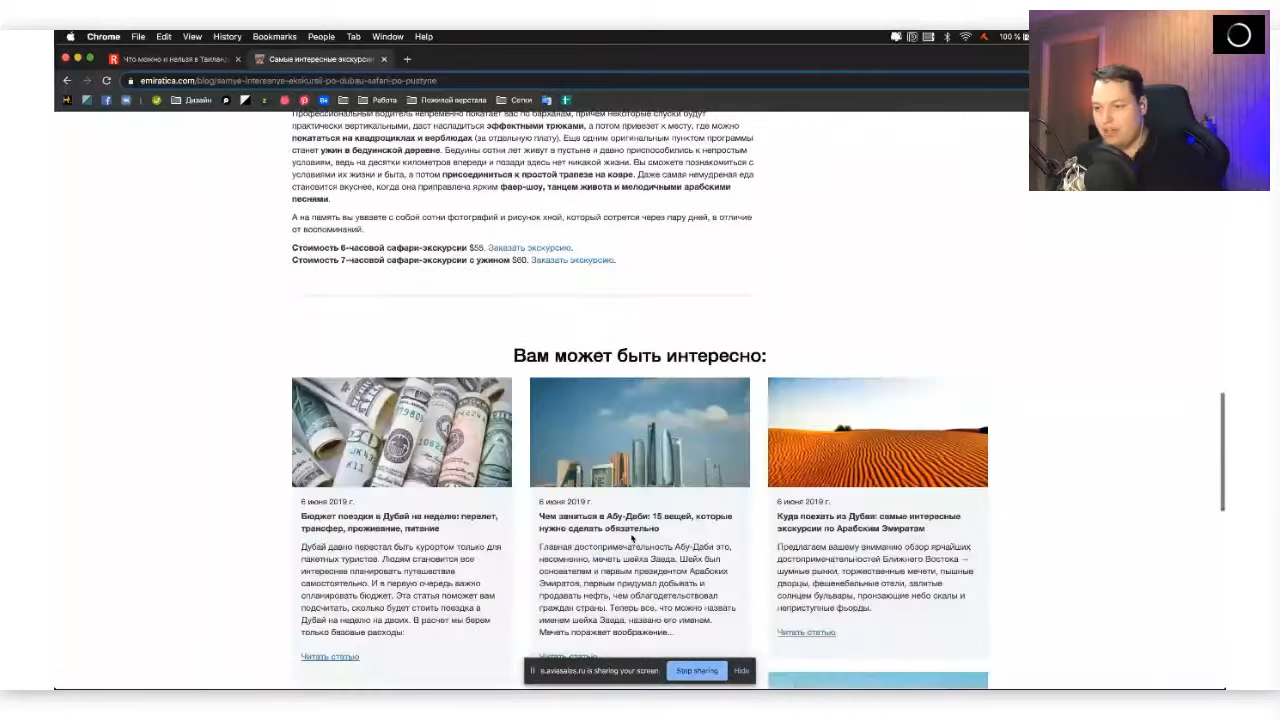 Chrome File Edit View History Bookmarks People Tab Window Help 100 %
Что можно и нельзя в Таиланд
Самые интересные экскурси
emiratica.com/blog/samye-interesnye-ekskursii-po-dubau-safari-po-pustyne
Дизайн Работа Пожилой верстала Сетки
Профессиональный водитель непременно покатает вас по барханам, причем некоторые спуски будут
практически вертикальными, даст насладиться эффектными трюками, а потом привезет к месту, где можно
покататься на квадроциклах и верблюдах (за отдельную плату). Еще одним оригинальным пунктом программы
станет ужин в бедуинской деревне. Бедуины сотни лет живут в пустыне и давно приспособились к непростым
условиям, ведь на десятки километров впереди и позади здесь нет никакой жизни. Вы сможете познакомиться с
условиями их жизни и быта, а потом присоединиться к простой трапезе на ковре. Даже самая немудреная еда
становится вкуснее, когда она приправлена ярким фаер-шоу, танцем живота и мелодичными арабскими
песнями.
А на память вы увезете с собой сотни фотографий и рисунок хной, который сотрется через пару дней, в отличие
от воспоминаний.
Стоимость 6-часовой сафари-экскурсии $55. Заказать экскурсию.
Стоимость 7-часовой сафари-экскурсии с ужином $60. Заказать экскурсию.
Вам может быть интересно:
6 июня 2019 г.
Бюджет поездки в Дубай на неделю: перелет,
трансфер, проживание, питание
Дубай давно перестал быть курортом только для
пакетных туристов. Людям становится все
интереснее планировать путешествие
самостоятельно. И в первую очередь важно
спланировать бюджет. Эта статья поможет вам
подсчитать, сколько будет стоить поездка в
Дубай на неделю на двоих. В расчет мы берем
только базовые расходы:
Читать статью
6 июня 2019 г.
Чем заняться в Абу-Даби: 15 вещей, которые
нужно сделать обязательно
Главная достопримечательность Абу-Даби это,
несомненно, мечеть шейха Заеда. Шейх был
основателем и первым президентом Арабских
Эмиратов, первым придумал добывать и
продавать нефть, чем облагодетельствовал
граждан страны. Теперь все, что можно назвать
именем шейха Заеда, названо его именем.
Мечеть поражает воображение...
Читать статью
6 июня 2019 г.
Куда поехать из Дубая: самые интересные
экскурсии по Арабским Эмиратам
Предлагаем вашему вниманию обзор ярчайших
достопримечательностей Ближнего Востока —
шумные рынки, торжественные мечети, пышные
дворцы, фешенебельные отели, залитые
солнцем бульвары, пронзающие небо скалы и
неприступные фьорды.
Читать статью
s.aviasales.ru is sharing your screen. Stop sharing Hide